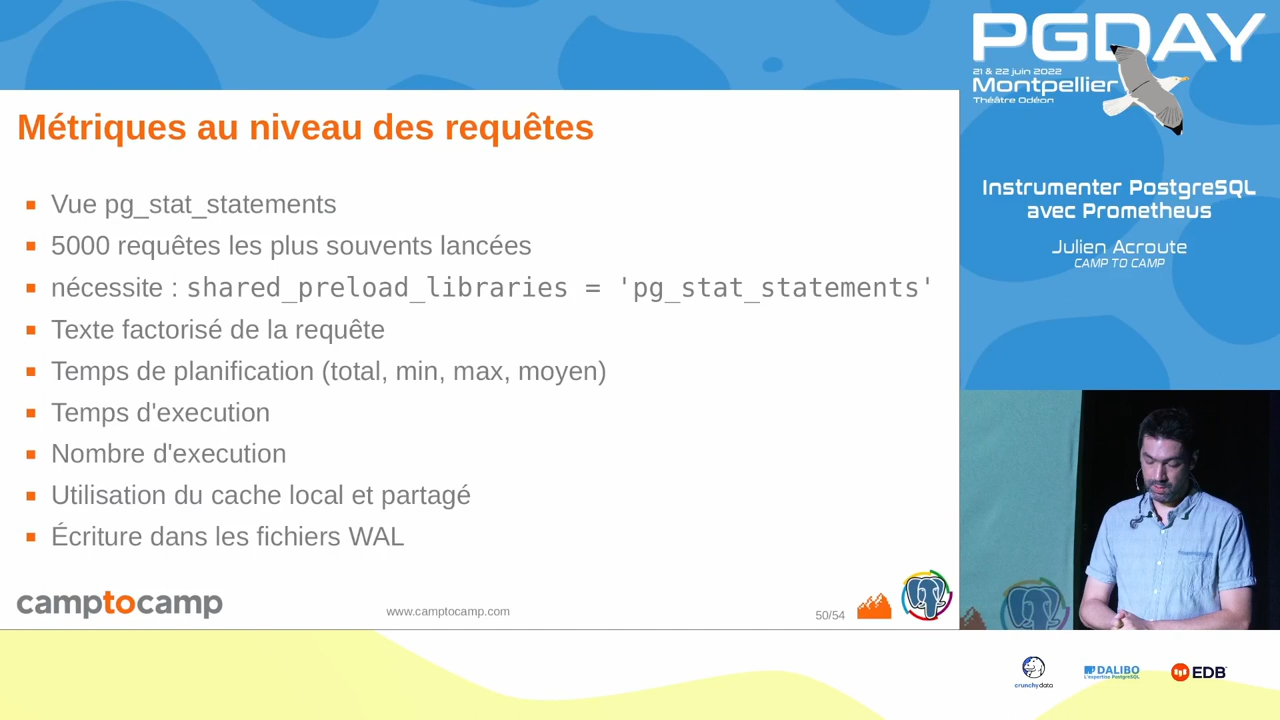 Métriques au niveau des requêtes
Vue pg_stat_statements
5000 requêtes les plus souvents lancées
nécessite : shared_preload_libraries = 'pg_stat_statements'
Texte factorisé de la requête
Temps de planification (total, min, max, moyen)
Temps d'execution
Nombre d'execution
Utilisation du cache local et partagé
Écriture dans les fichiers WAL
camptocamp
www.camptocamp.com
50/54
PGDAY
21 & 22 juin 2022
Montpellier
Théâtre Odéon
Instrumenter PostgreSQL
avec Prometheus
Julien Acroute
CAMP TO CAMP
crunchydata
DALIBO
L'expertise PostgreSQL
EDB